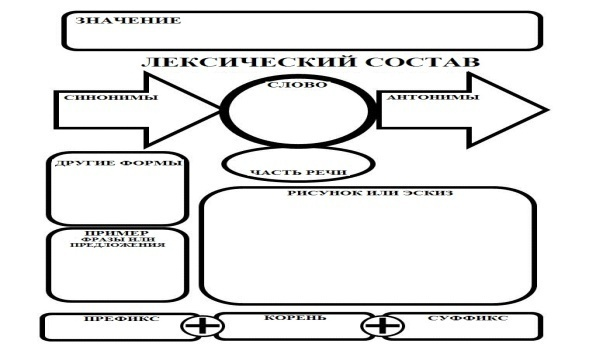 ЗНАЧЕНИЕ
ЛЕКСИЧЕСКИЙ СОСТАВ
СИНОНИМЫ
СЛОВО
АНТОНИМЫ
ЧАСТЬ РЕЧИ
ДРУГИЕ ФОРМЫ
РИСУНОК ИЛИ ЭСКИЗ
ПРИМЕР
ФРАЗЫ ИЛИ
ПРЕДЛОЖЕНИЯ
ПРЕФИКС
+
КОРЕНЬ
+
СУФФИКС